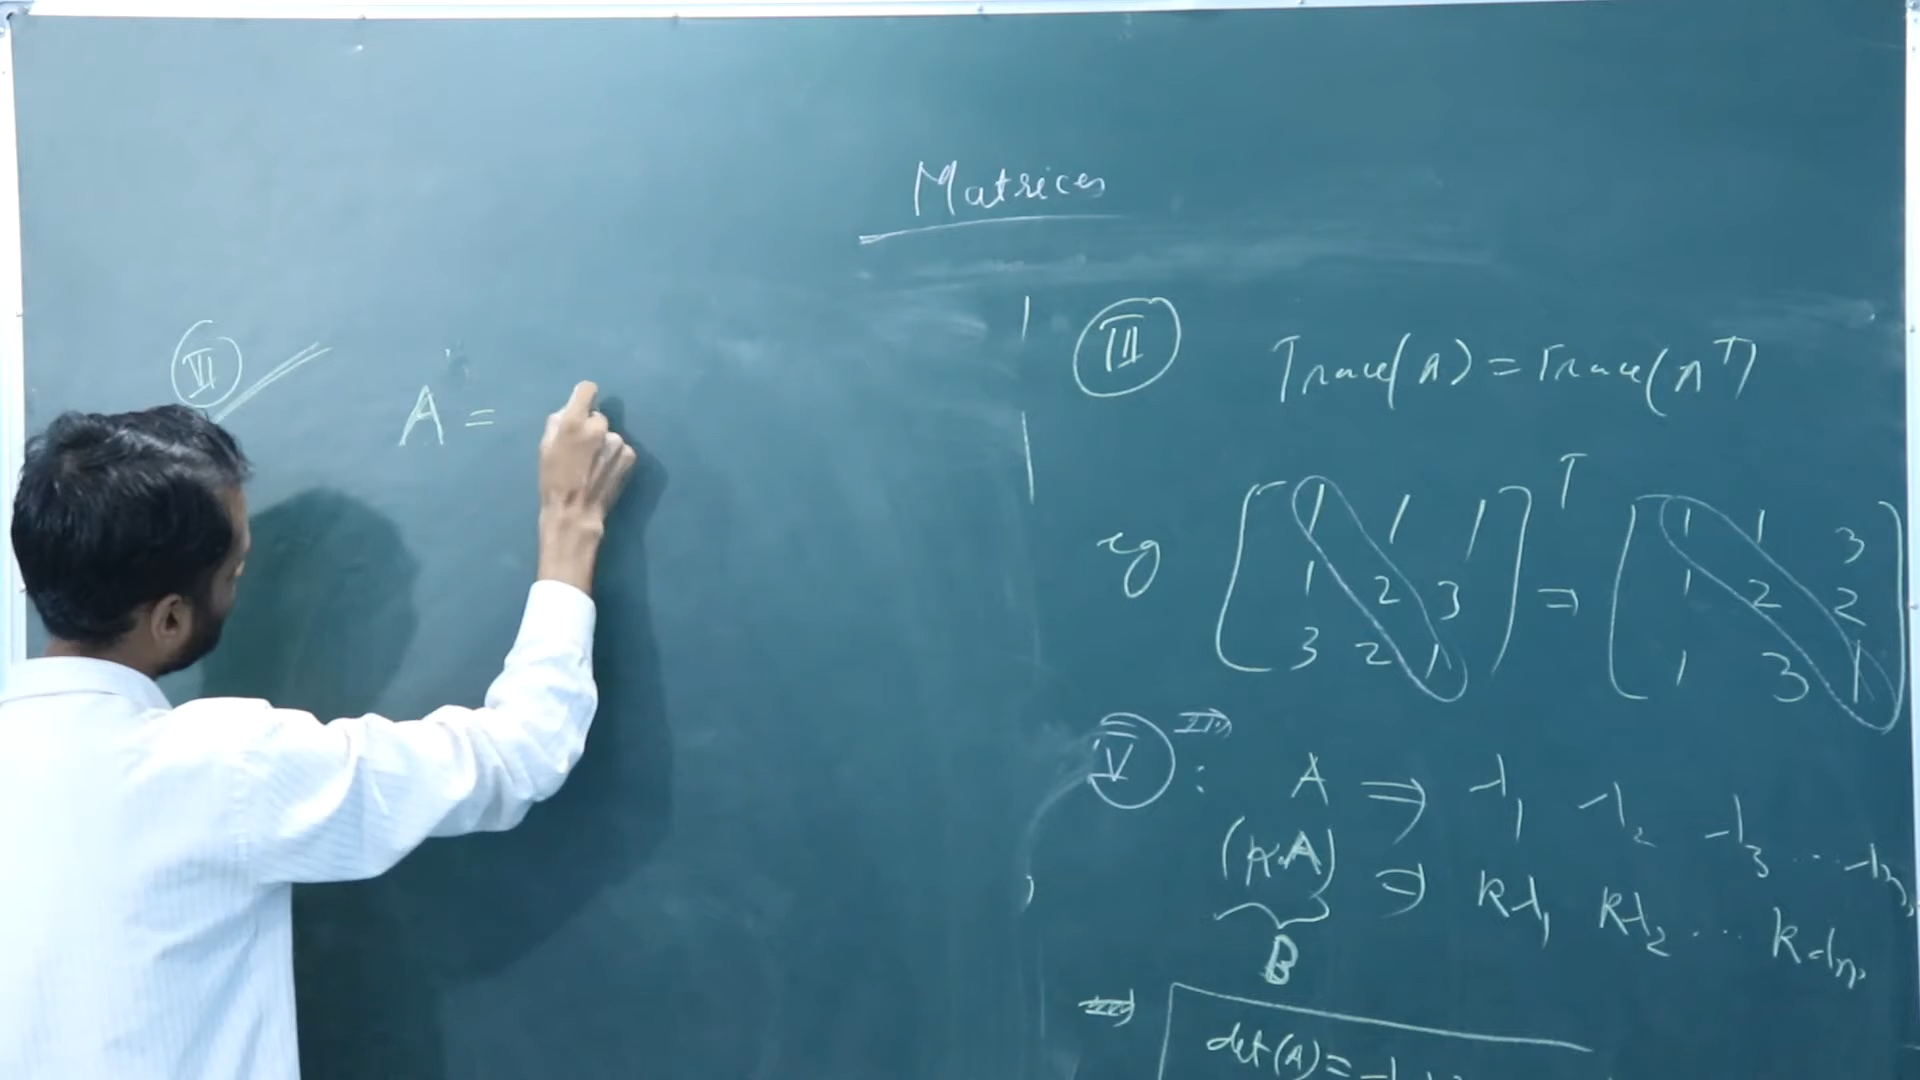 Matrices
VI
A =
III
Trace(A) = Trace(A^T)
eg [1 1 1; 1 2 3; 3 2 1]^T = [1 1 3; 1 2 2; 1 3 1]
V : A ⇒ λ1 λ2 λ3 ... λn
(k.A) ⇒ kλ1 kλ2 ... kλn
B
det(A) =